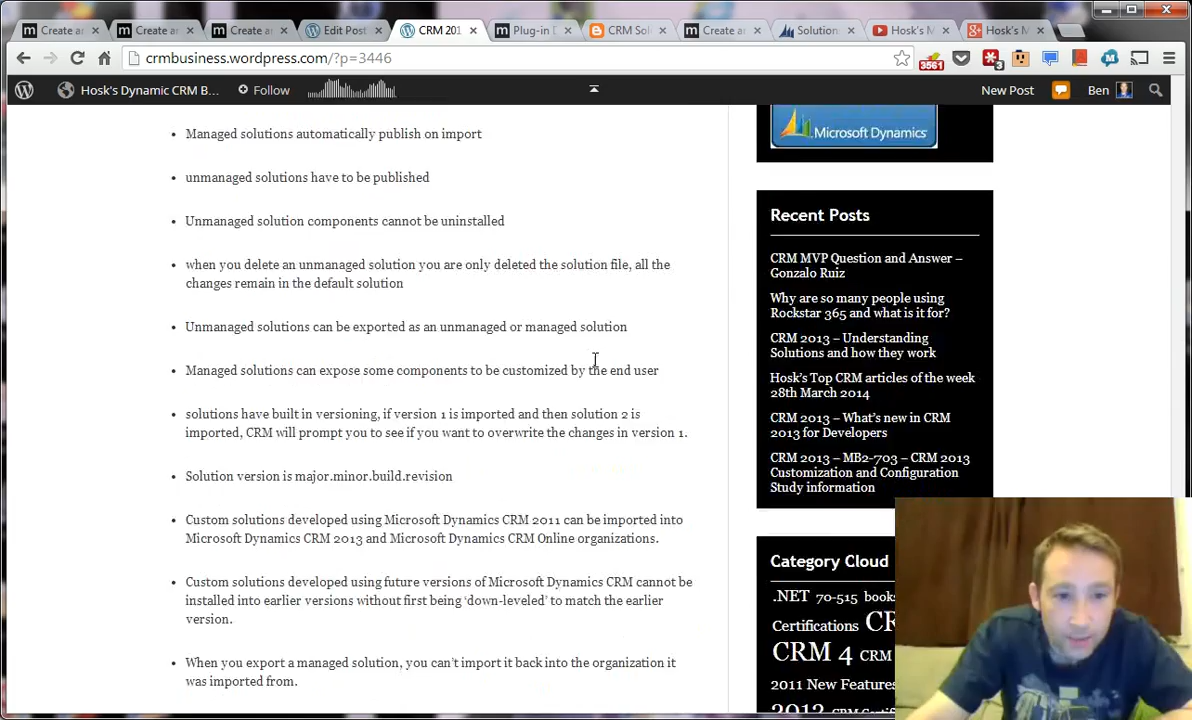 Create an
Create an
Create an
Edit Post
CRM 201
Plug-in D
CRM Sol
Create an
Solution
Hosk's M
Hosk's M
crmbusiness.wordpress.com/?p=3446
3561
3
Hosk's Dynamic CRM B...
Follow
New Post
Ben
Managed solutions automatically publish on import
unmanaged solutions have to be published
Unmanaged solution components cannot be uninstalled
when you delete an unmanaged solution you are only deleted the solution file, all the
changes remain in the default solution
Unmanaged solutions can be exported as an unmanaged or managed solution
Managed solutions can expose some components to be customized by the end user
solutions have built in versioning, if version 1 is imported and then solution 2 is
imported, CRM will prompt you to see if you want to overwrite the changes in version 1.
Solution version is major.minor.build.revision
Custom solutions developed using Microsoft Dynamics CRM 2011 can be imported into
Microsoft Dynamics CRM 2013 and Microsoft Dynamics CRM Online organizations.
Custom solutions developed using future versions of Microsoft Dynamics CRM cannot be
installed into earlier versions without first being ‘down-leveled’ to match the earlier
version.
When you export a managed solution, you can’t import it back into the organization it
was imported from.
Microsoft Dynamics
Recent Posts
CRM MVP Question and Answer –
Gonzalo Ruiz
Why are so many people using
Rockstar 365 and what is it for?
CRM 2013 – Understanding
Solutions and how they work
Hosk’s Top CRM articles of the week
28th March 2014
CRM 2013 – What’s new in CRM
2013 for Developers
CRM 2013 – MB2-703 – CRM 2013
Customization and Configuration
Study information
Category Cloud
.NET 70-515 books
Certifications
CRM 4 CRM
2011 New Features